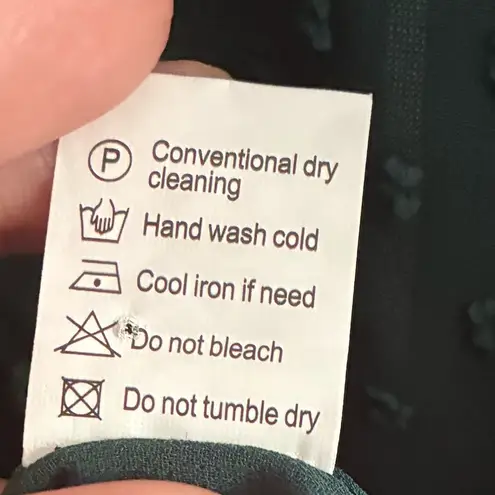 P Conventional dry
cleaning
Hand wash cold
Cool iron if need
Do not bleach
Do not tumble dry